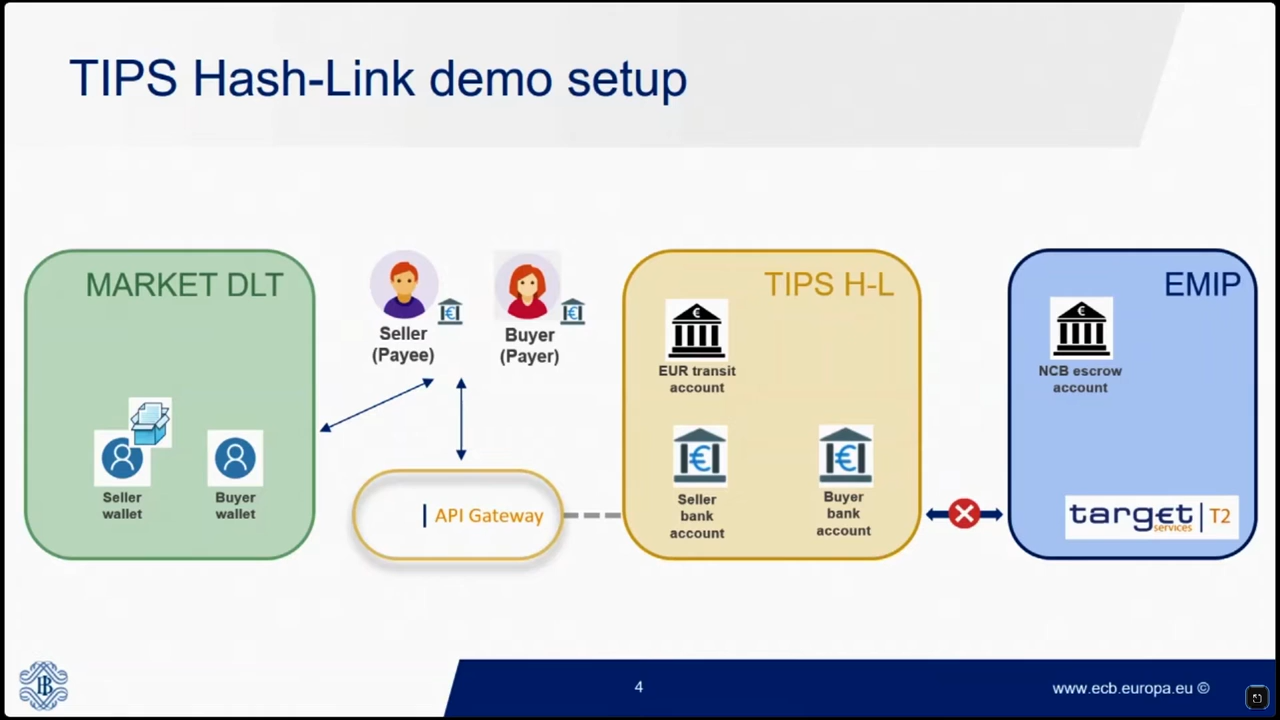 TIPS Hash-Link demo setup
MARKET DLT
Seller
wallet
Buyer
wallet
Seller
(Payee)
Buyer
(Payer)
API Gateway
TIPS H-L
EUR transit
account
Seller
bank
account
Buyer
bank
account
EMIP
NCB escrow
account
target
services
T2
4
www.ecb.europa.eu ©